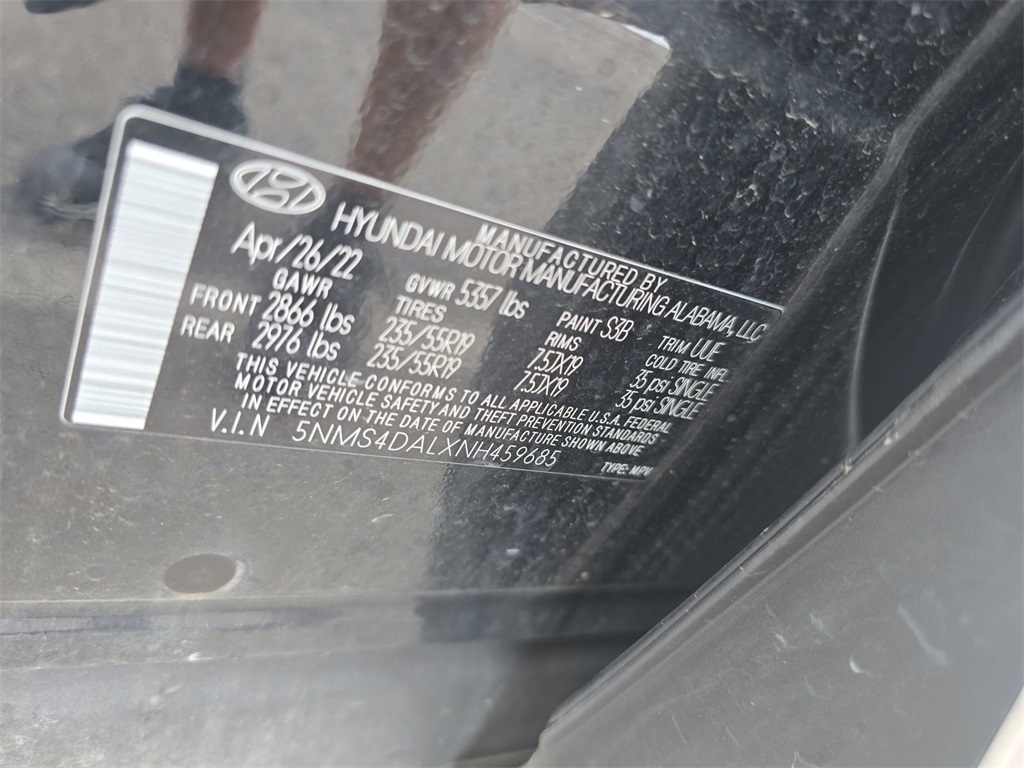 MANUFACTURED BY
HYUNDAI MOTOR MANUFACTURING ALABAMA, LLC
Apr/26/22 GVWR 5357 lbs PAINT S3B TRIM UUE
GAWR TIRES RIMS COLD TIRE INFL
FRONT 2866 lbs 235/55R19 7.5JX19 35 psi SINGLE
REAR 2976 lbs 235/55R19 7.5JX19 35 psi SINGLE
THIS VEHICLE CONFORMS TO ALL APPLICABLE U.S.A. FEDERAL
MOTOR VEHICLE SAFETY AND THEFT PREVENTION STANDARDS
IN EFFECT ON THE DATE OF MANUFACTURE SHOWN ABOVE
V.I.N 5NMS4DALXNH459685 TYPE: MPV